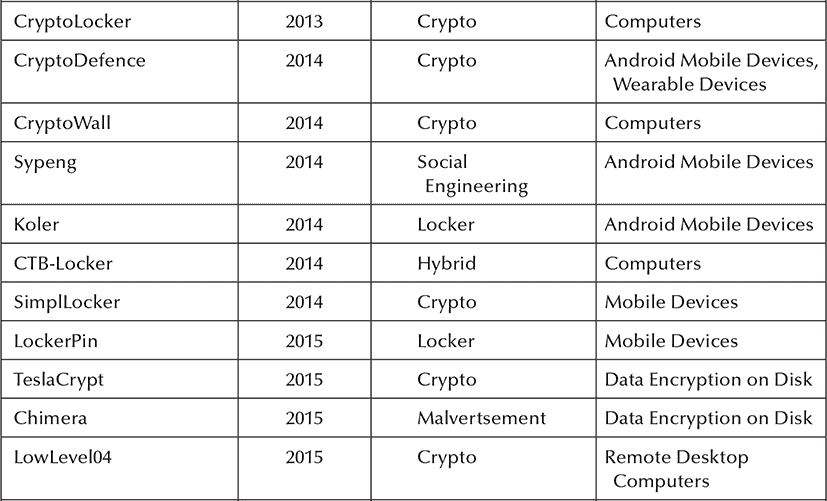 CryptoLocker 2013 Crypto Computers
CryptoDefence 2014 Crypto Android Mobile Devices,
Wearable Devices
CryptoWall 2014 Crypto Computers
Sypeng 2014 Social Android Mobile Devices
Engineering
Koler 2014 Locker Android Mobile Devices
CTB-Locker 2014 Hybrid Computers
SimplLocker 2014 Crypto Mobile Devices
LockerPin 2015 Locker Mobile Devices
TeslaCrypt 2015 Crypto Data Encryption on Disk
Chimera 2015 Malvertsement Data Encryption on Disk
LowLevel04 2015 Crypto Remote Desktop
Computers